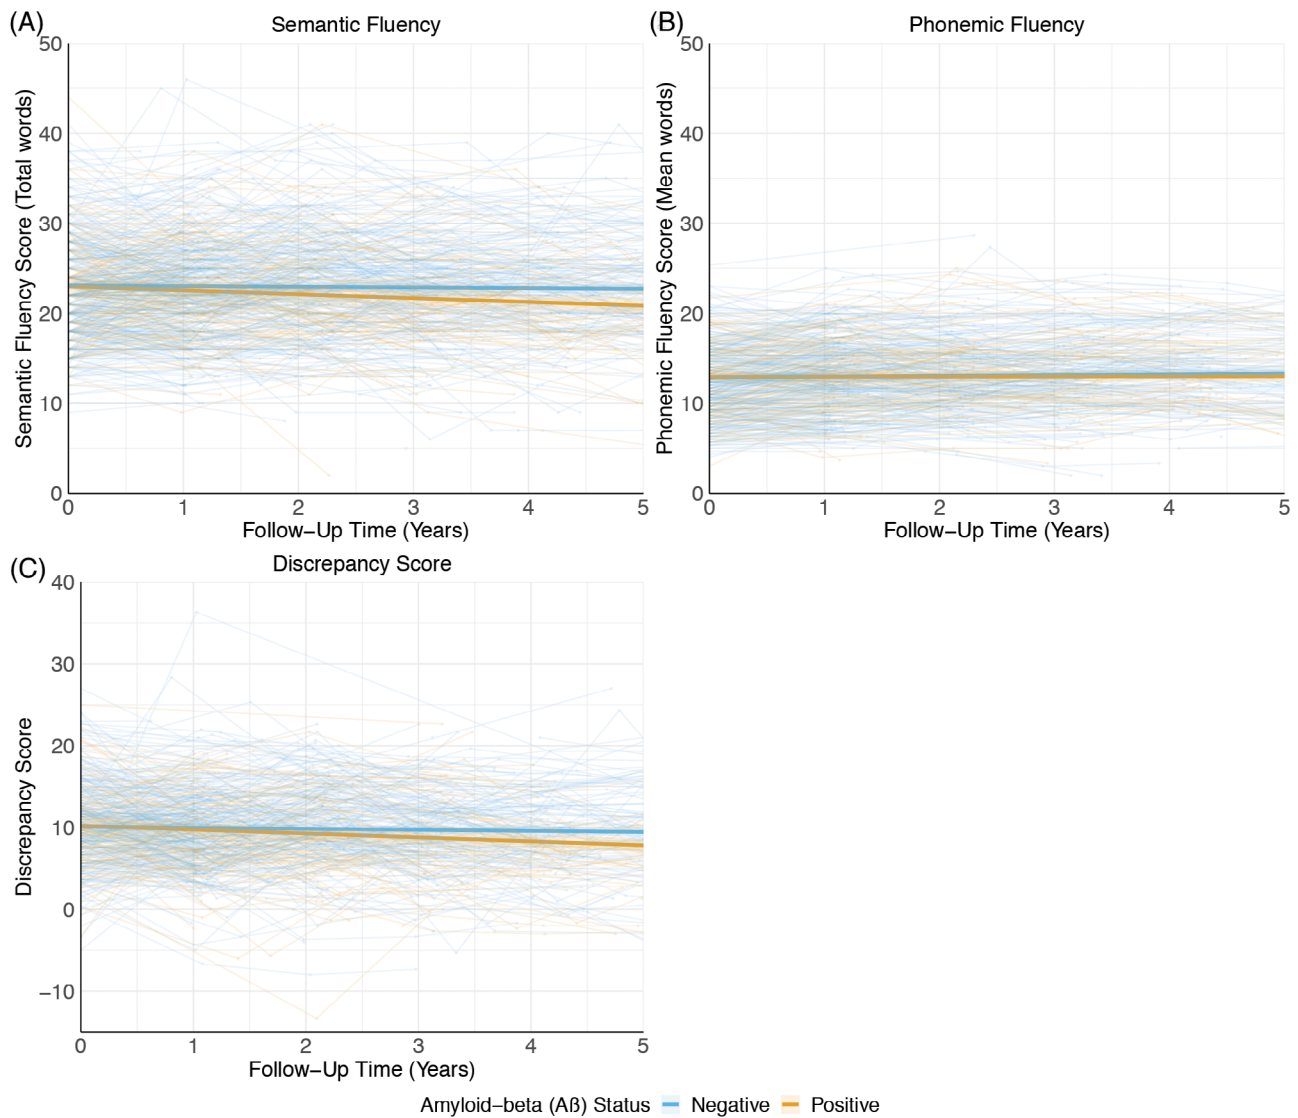 (A)
Semantic Fluency
Semantic Fluency Score (Total words)
50
40
30
20
10
0
0 1 2 3 4 5
Follow−Up Time (Years)
(B)
Phonemic Fluency
Phonemic Fluency Score (Mean words)
50
40
30
20
10
0
0 1 2 3 4 5
Follow−Up Time (Years)
(C)
Discrepancy Score
Discrepancy Score
40
30
20
10
0
−10
0 1 2 3 4 5
Follow−Up Time (Years)
Amyloid−beta (Aß) Status Negative Positive